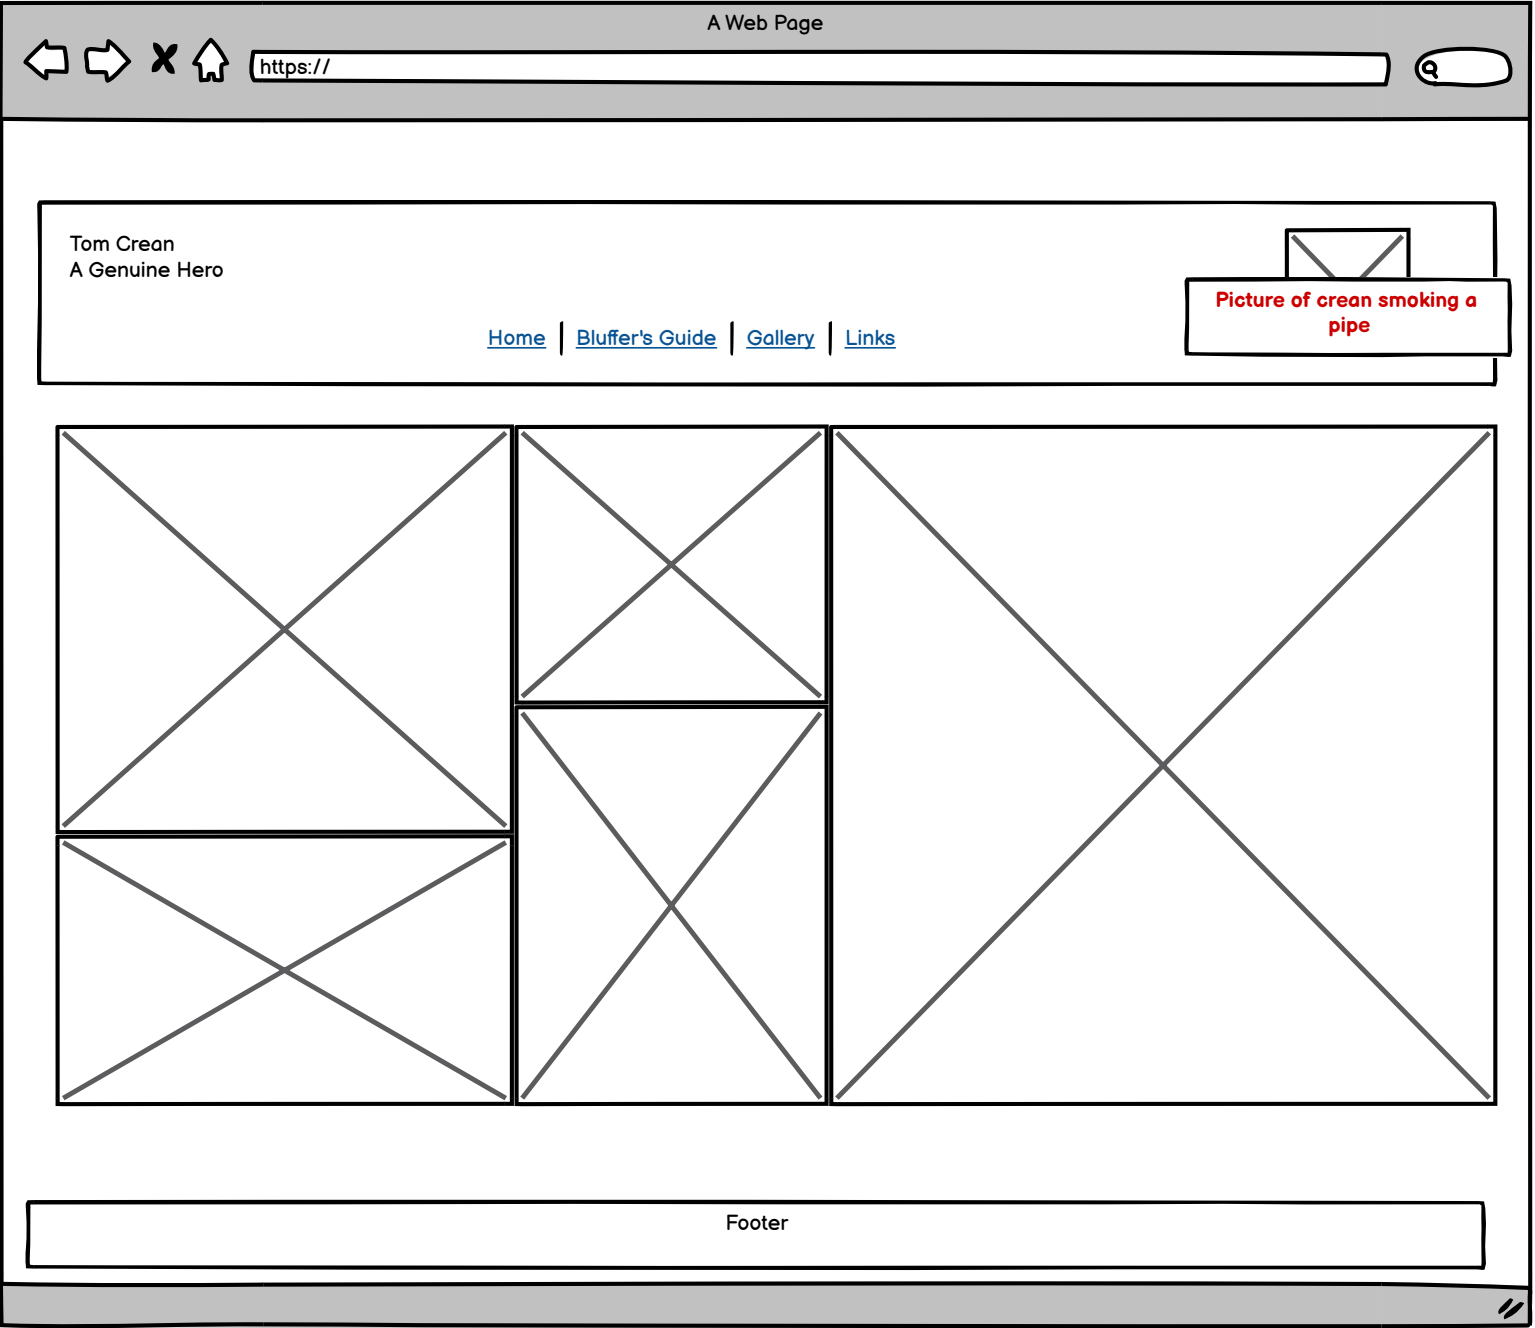 A Web Page
https://
Tom Crean
A Genuine Hero
Picture of crean smoking a
pipe
Home Bluffer's Guide Gallery Links
Footer